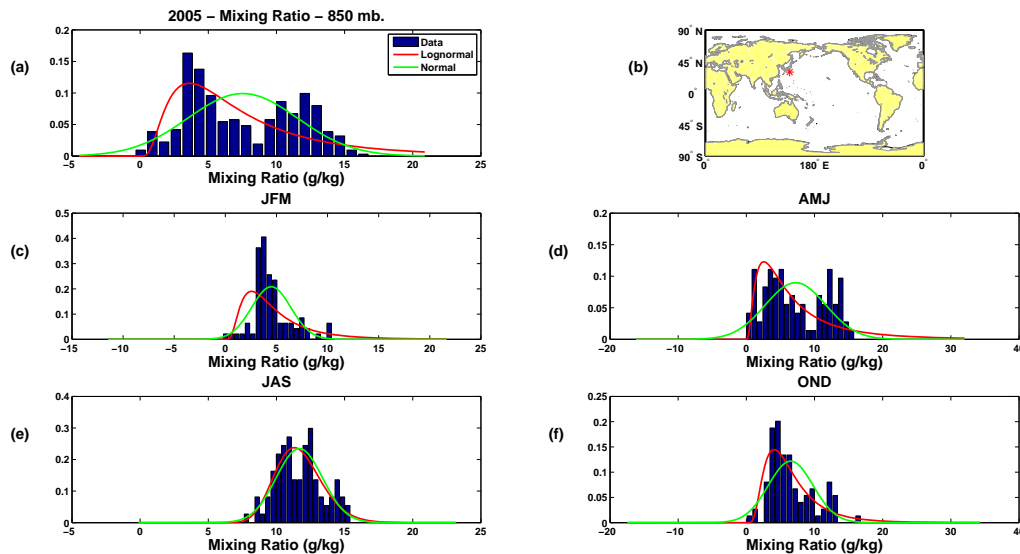 2005 − Mixing Ratio − 850 mb.
(a)
0.2
0.15
0.1
0.05
0
−5 0 5 10 15 20 25
Mixing Ratio (g/kg)
Data
Lognormal
Normal
(b)
90° N
45° N
0°
45° S
90° S
0° 180° E 0°
JFM
(c)
0.5
0.4
0.3
0.2
0.1
0
−15 −5 0 5 15 25
Mixing Ratio (g/kg)
AMJ
(d)
0.2
0.15
0.1
0.05
0
−20 −10 0 10 20 30 40
Mixing Ratio (g/kg)
JAS
(e)
0.4
0.3
0.2
0.1
0
−5 0 5 10 15 20 25
Mixing Ratio (g/kg)
OND
(f)
0.25
0.2
0.15
0.1
0.05
0
−20 −10 0 10 20 30 40
Mixing Ratio (g/kg)